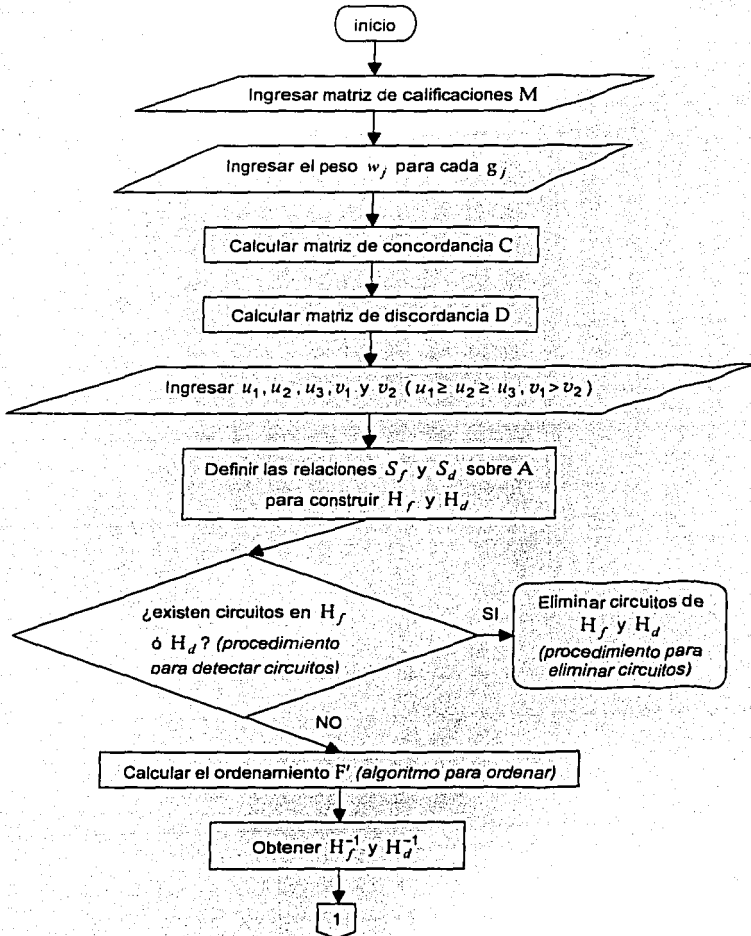 inicio
Ingresar matriz de calificaciones M
Ingresar el peso w_j para cada g_j
Calcular matriz de concordancia C
Calcular matriz de discordancia D
Ingresar u_1, u_2, u_3, v_1 y v_2 ( u_1 ≥ u_2 ≥ u_3, v_1 > v_2 )
Definir las relaciones S_f y S_d sobre A
para construir H_f y H_d
¿existen circuitos en H_f
ó H_d ? (procedimiento
para detectar circuitos)
SI
Eliminar circuitos de
H_f y H_d
(procedimiento para
eliminar circuitos)
NO
Calcular el ordenamiento F' (algoritmo para ordenar)
Obtener H_f^-1 y H_d^-1
1